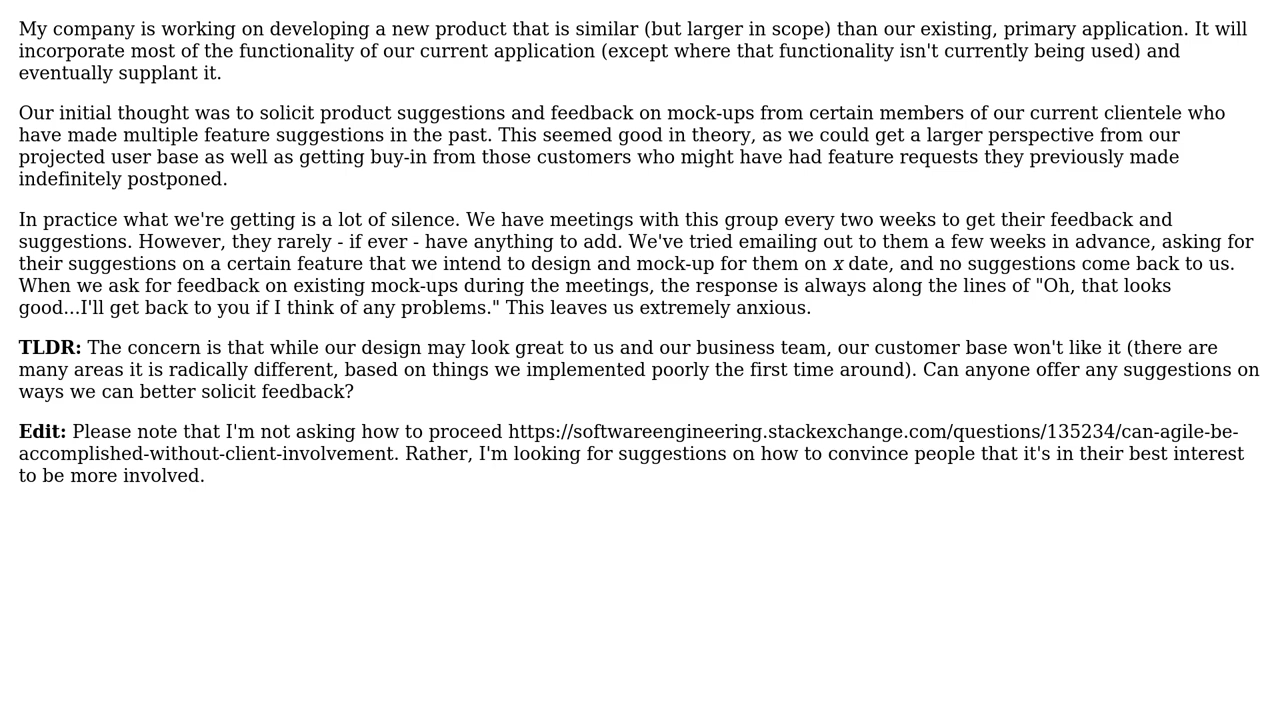 My company is working on developing a new product that is similar (but larger in scope) than our existing, primary application. It will
incorporate most of the functionality of our current application (except where that functionality isn't currently being used) and
eventually supplant it.
Our initial thought was to solicit product suggestions and feedback on mock-ups from certain members of our current clientele who
have made multiple feature suggestions in the past. This seemed good in theory, as we could get a larger perspective from our
projected user base as well as getting buy-in from those customers who might have had feature requests they previously made
indefinitely postponed.
In practice what we're getting is a lot of silence. We have meetings with this group every two weeks to get their feedback and
suggestions. However, they rarely - if ever - have anything to add. We've tried emailing out to them a few weeks in advance, asking for
their suggestions on a certain feature that we intend to design and mock-up for them on x date, and no suggestions come back to us.
When we ask for feedback on existing mock-ups during the meetings, the response is always along the lines of "Oh, that looks
good...I'll get back to you if I think of any problems." This leaves us extremely anxious.
TLDR: The concern is that while our design may look great to us and our business team, our customer base won't like it (there are
many areas it is radically different, based on things we implemented poorly the first time around). Can anyone offer any suggestions on
ways we can better solicit feedback?
Edit: Please note that I'm not asking how to proceed https://softwareengineering.stackexchange.com/questions/135234/can-agile-be-
accomplished-without-client-involvement. Rather, I'm looking for suggestions on how to convince people that it's in their best interest
to be more involved.